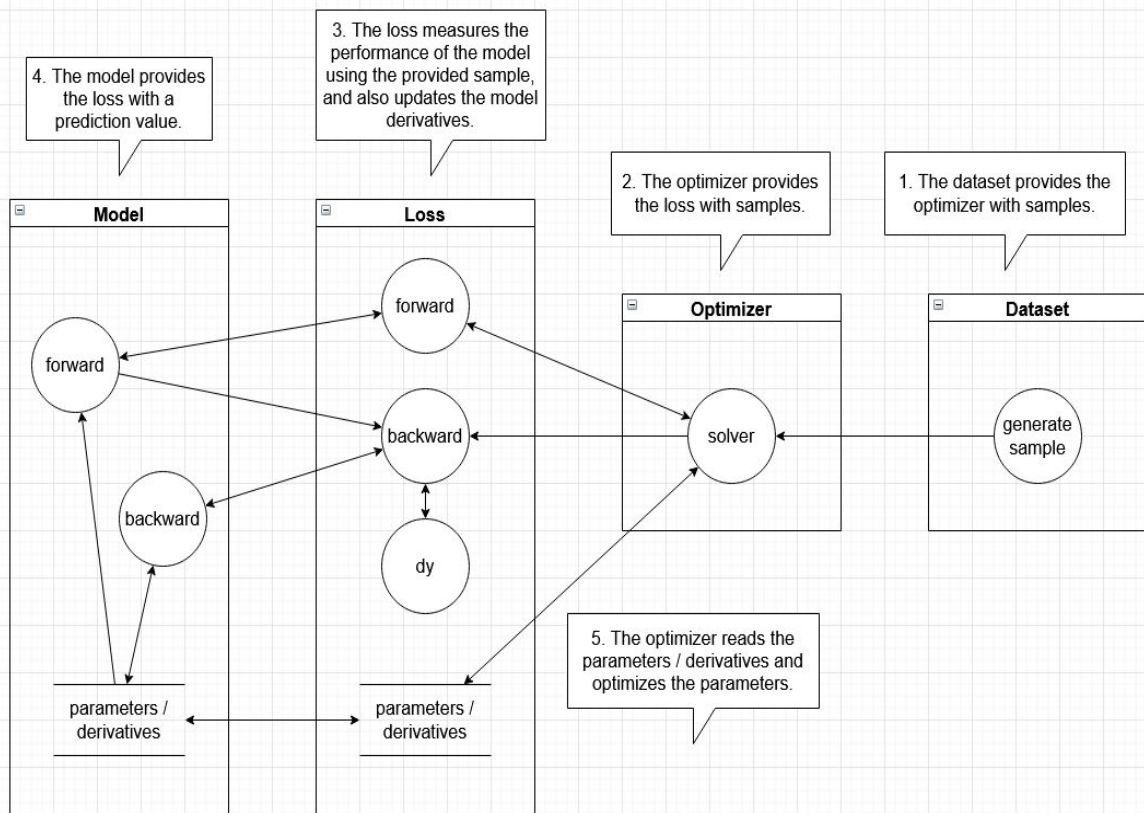 4. The model provides
the loss with a
prediction value.
3. The loss measures the
performance of the model
using the provided sample,
and also updates the model
derivatives.
2. The optimizer provides
the loss with samples.
1. The dataset provides the
optimizer with samples.
Model
forward
backward
parameters /
derivatives
Loss
forward
backward
dy
parameters /
derivatives
Optimizer
solver
Dataset
generate
sample
5. The optimizer reads the
parameters / derivatives and
optimizes the parameters.